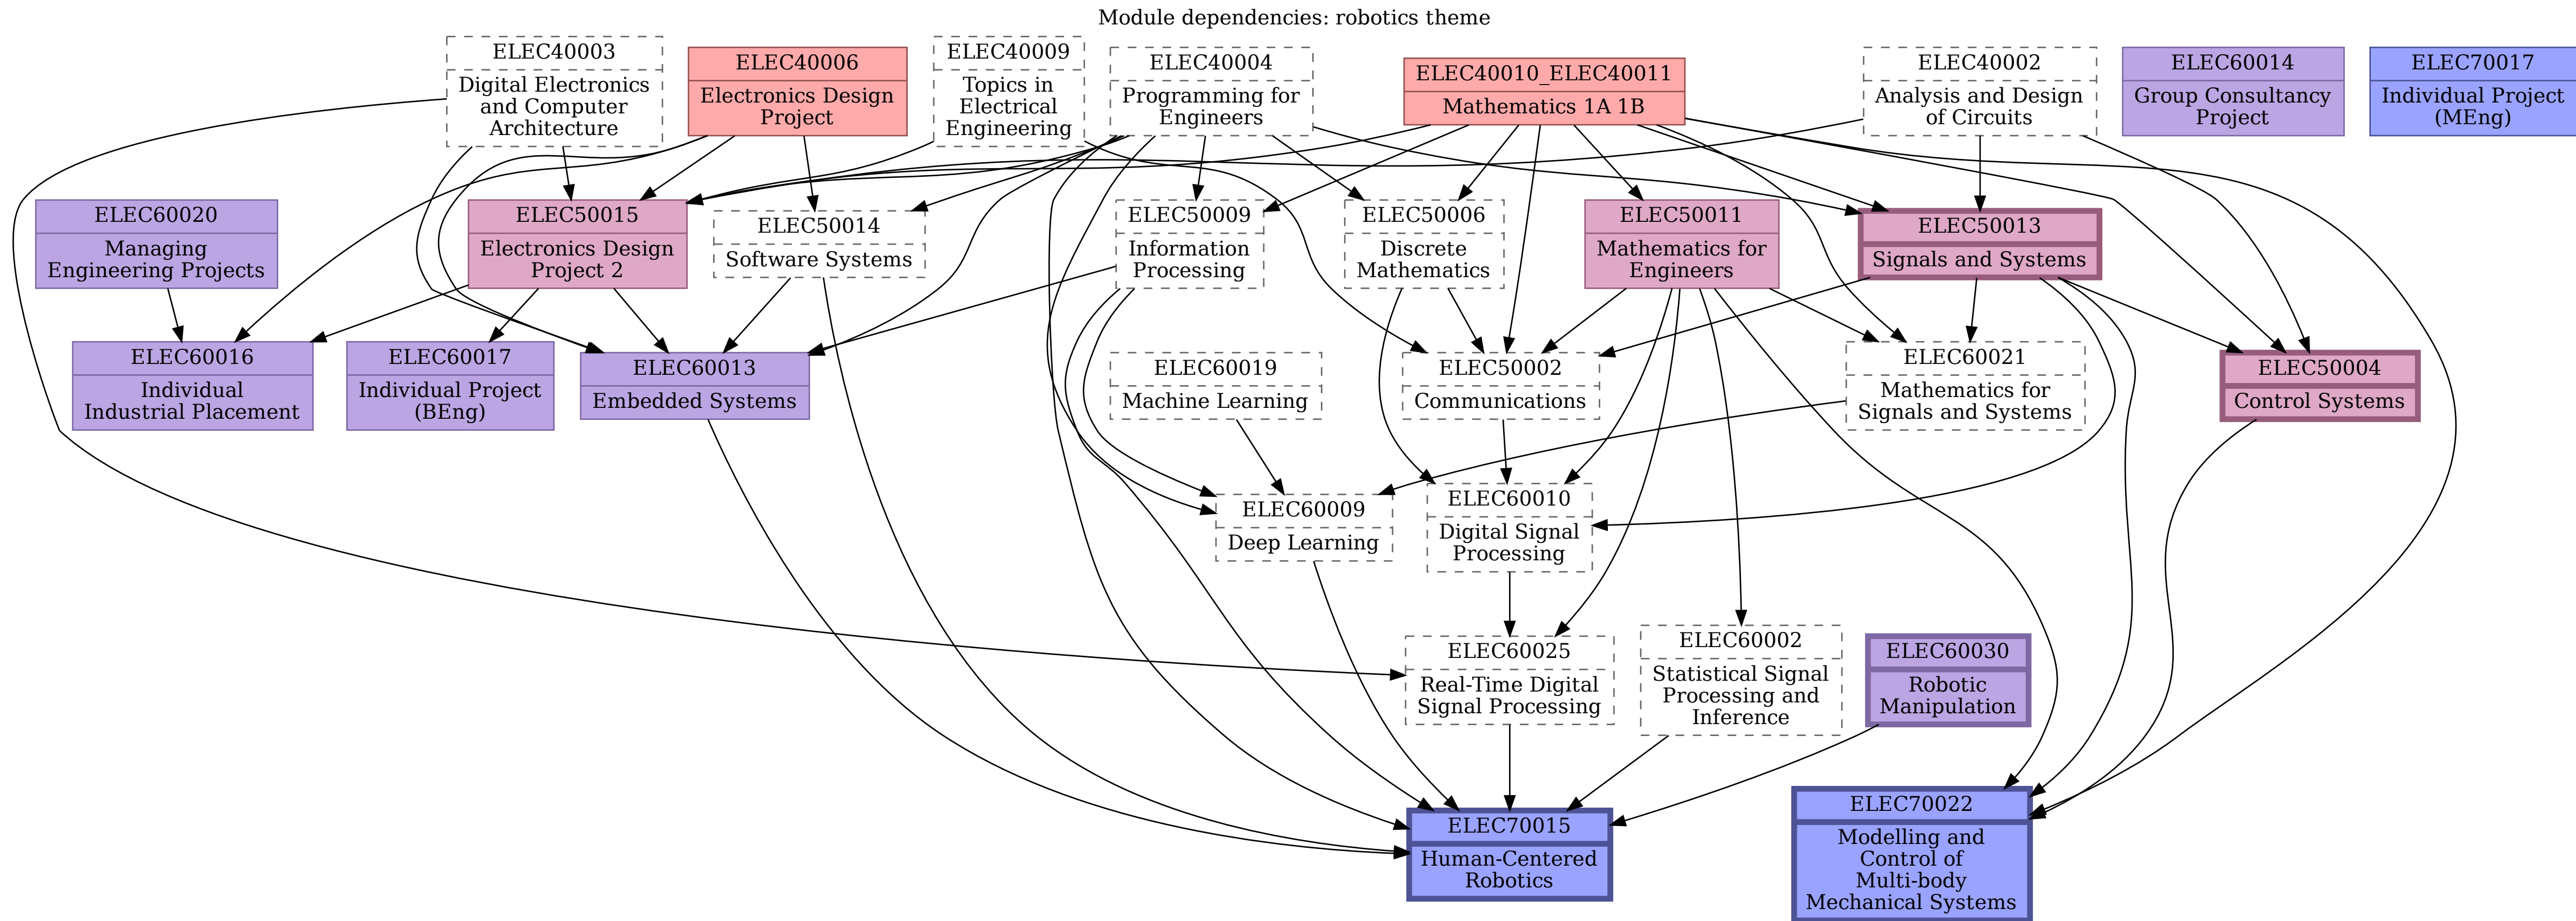 Module dependencies: robotics theme
ELEC40003
Digital Electronics
and Computer
Architecture
ELEC40006
Electronics Design
Project
ELEC40009
Topics in
Electrical
Engineering
ELEC40004
Programming for
Engineers
ELEC40010_ELEC40011
Mathematics 1A 1B
ELEC40002
Analysis and Design
of Circuits
ELEC60014
Group Consultancy
Project
ELEC70017
Individual Project
(MEng)
ELEC60020
Managing
Engineering Projects
ELEC50015
Electronics Design
Project 2
ELEC50014
Software Systems
ELEC50009
Information
Processing
ELEC50006
Discrete
Mathematics
ELEC50011
Mathematics for
Engineers
ELEC50013
Signals and Systems
ELEC60016
Individual
Industrial Placement
ELEC60017
Individual Project
(BEng)
ELEC60013
Embedded Systems
ELEC60019
Machine Learning
ELEC50002
Communications
ELEC60021
Mathematics for
Signals and Systems
ELEC50004
Control Systems
ELEC60009
Deep Learning
ELEC60010
Digital Signal
Processing
ELEC60025
Real-Time Digital
Signal Processing
ELEC60002
Statistical Signal
Processing and
Inference
ELEC60030
Robotic
Manipulation
ELEC70015
Human-Centered
Robotics
ELEC70022
Modelling and
Control of
Multi-body
Mechanical Systems